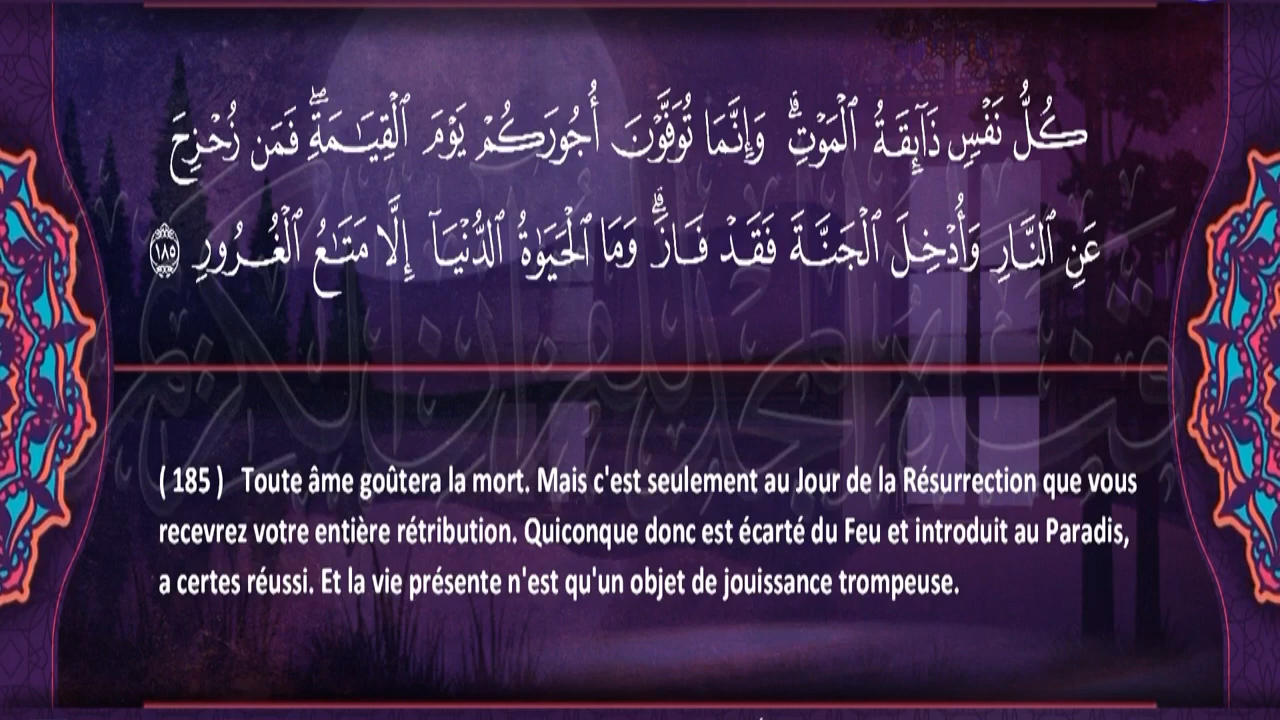 كُلُّ نَفْسٍ ذَآئِقَةُ ٱلْمَوْتِۗ وَإِنَّمَا تُوَفَّوْنَ أُجُورَكُمْ يَوْمَ ٱلْقِيَـٰمَةِۖ فَمَن زُحْزِحَ
عَنِ ٱلنَّارِ وَأُدْخِلَ ٱلْجَنَّةَ فَقَدْ فَازَۗ وَمَا ٱلْحَيَوٰةُ ٱلدُّنْيَآ إِلَّا مَتَـٰعُ ٱلْغُرُورِ ١٨٥
( 185 ) Toute âme goûtera la mort. Mais c'est seulement au Jour de la Résurrection que vous
recevrez votre entière rétribution. Quiconque donc est écarté du Feu et introduit au Paradis,
a certes réussi. Et la vie présente n'est qu'un objet de jouissance trompeuse.